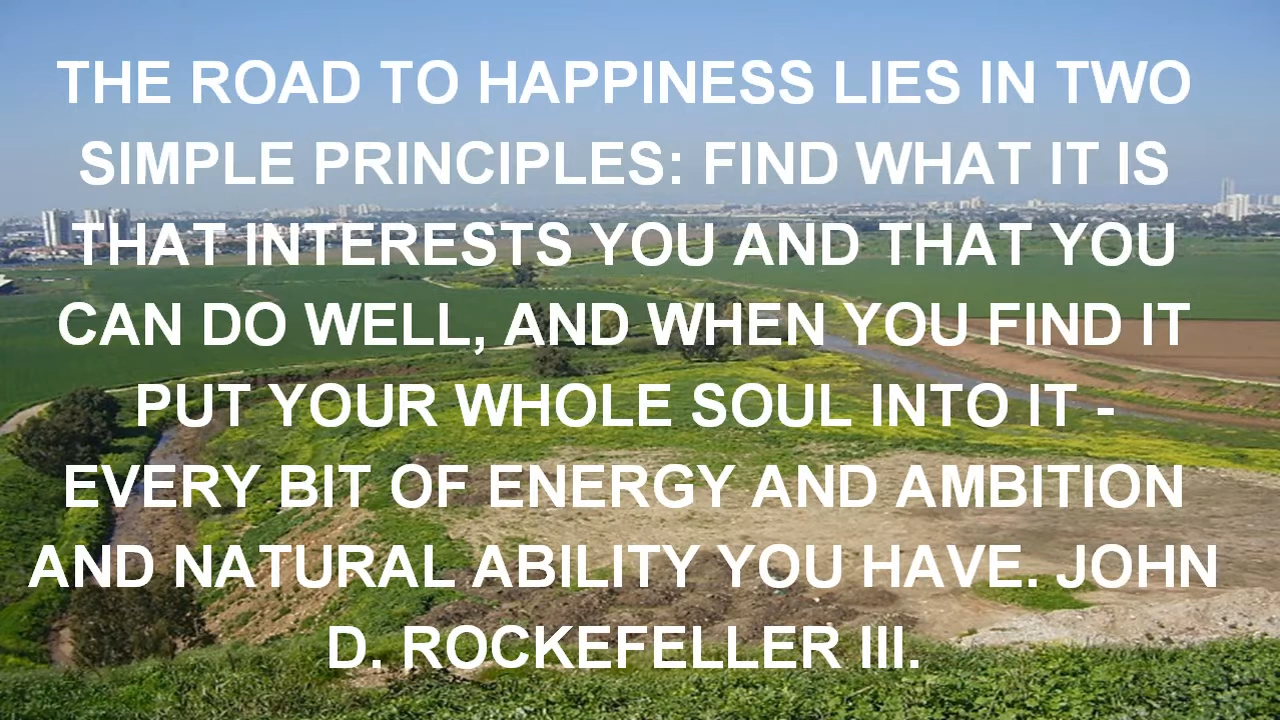 THE ROAD TO HAPPINESS LIES IN TWO
SIMPLE PRINCIPLES: FIND WHAT IT IS
THAT INTERESTS YOU AND THAT YOU
CAN DO WELL, AND WHEN YOU FIND IT
PUT YOUR WHOLE SOUL INTO IT -
EVERY BIT OF ENERGY AND AMBITION
AND NATURAL ABILITY YOU HAVE. JOHN
D. ROCKEFELLER III.